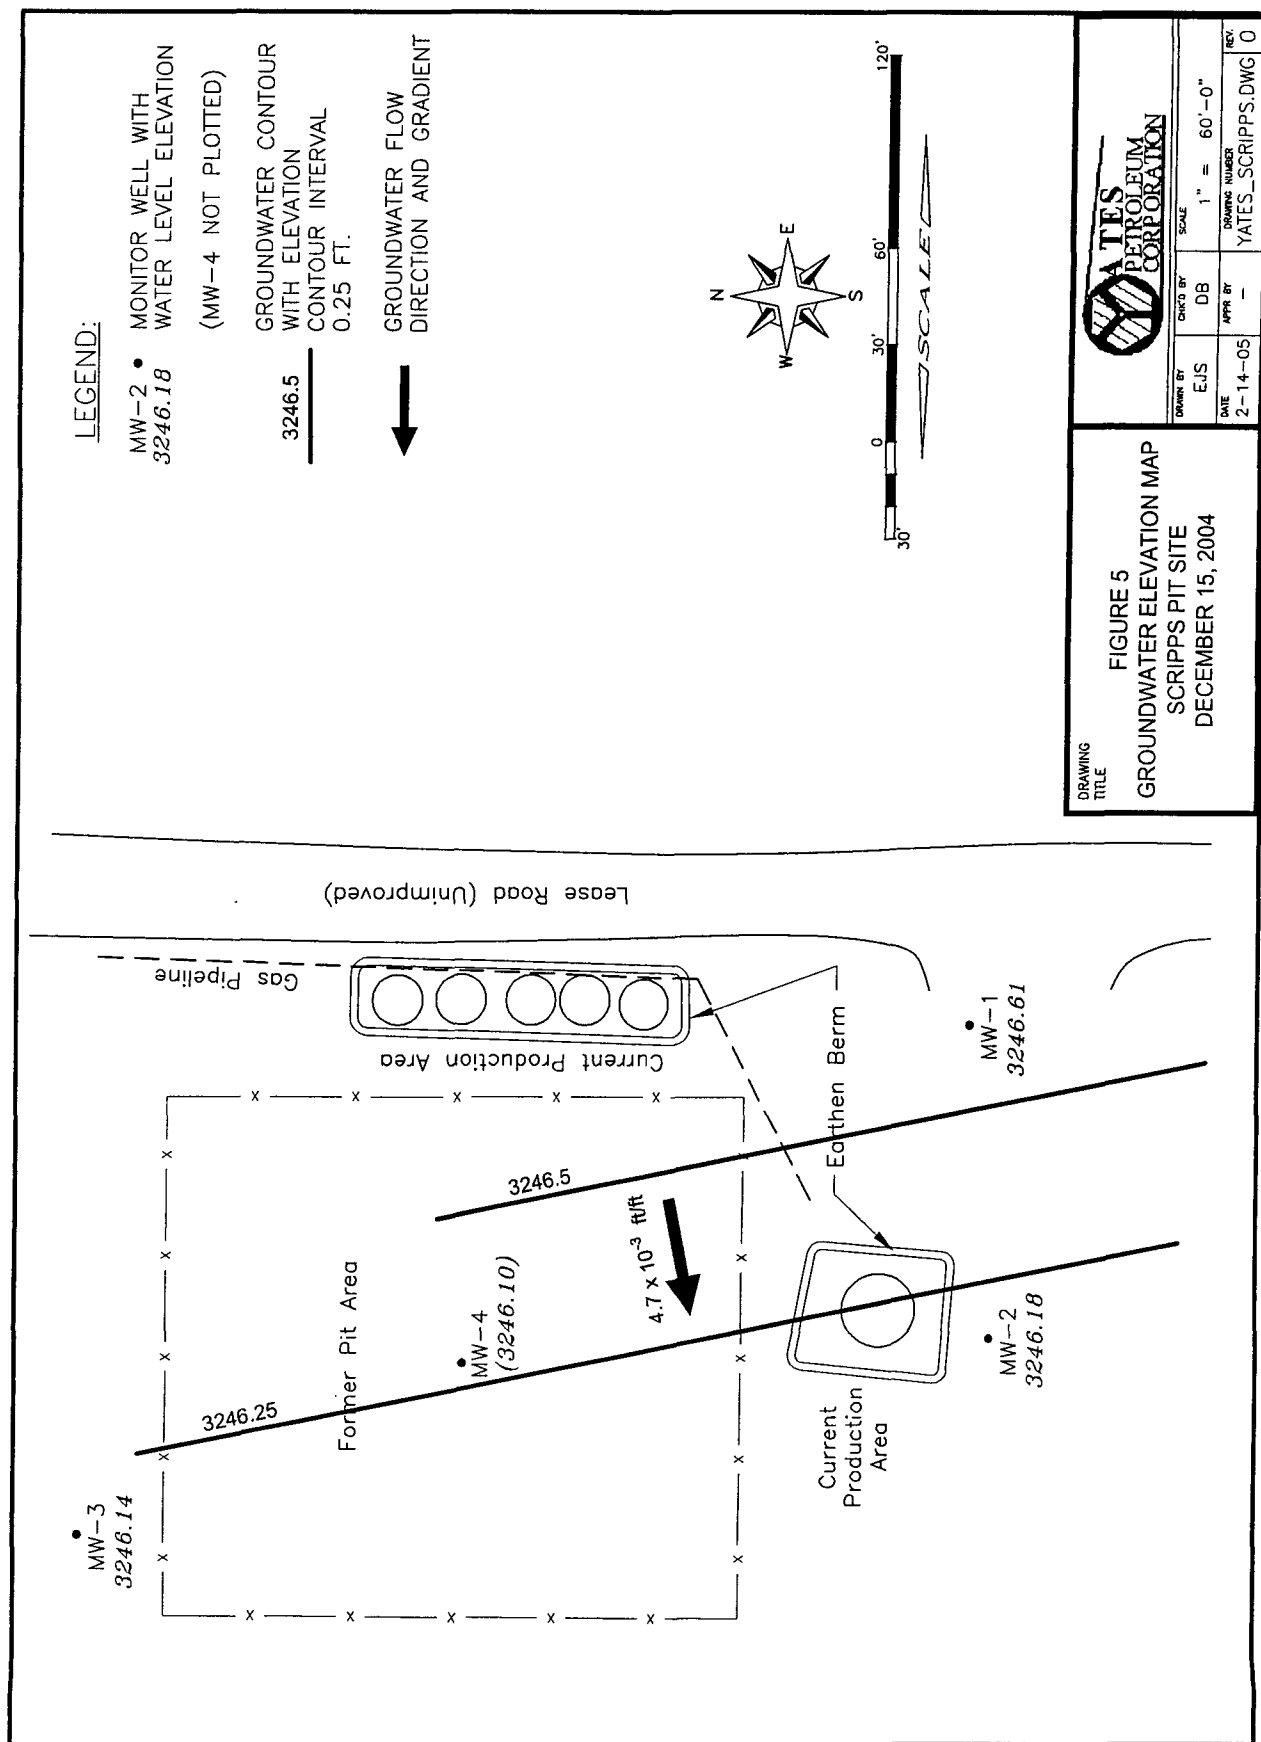 LEGEND:
MW-2
3246.18
MONITOR WELL WITH
WATER LEVEL ELEVATION
(MW-4 NOT PLOTTED)
3246.5
GROUNDWATER CONTOUR
WITH ELEVATION
CONTOUR INTERVAL
0.25 FT.
GROUNDWATER FLOW
DIRECTION AND GRADIENT
N
E
S
W
30'
0
30'
60'
120'
SCALE
Lease Road (Unimproved)
Gas Pipeline
Current Production Area
Earthen Berm
MW-1
3246.61
3246.5
4.7 x 10⁻³ ft/ft
Former Pit Area
MW-4
(3246.10)
3246.25
MW-3
3246.14
MW-2
3246.18
Current
Production
Area
DRAWING
TITLE
FIGURE 5
GROUNDWATER ELEVATION MAP
SCRIPPS PIT SITE
DECEMBER 15, 2004
YATES
PETROLEUM
CORPORATION
DRAWN BY
EJS
CHK'D BY
DB
SCALE
1" = 60'-0"
DATE
2-14-05
APPR BY
-
DRAWING NUMBER
YATES_SCRIPPS.DWG
REV.
0